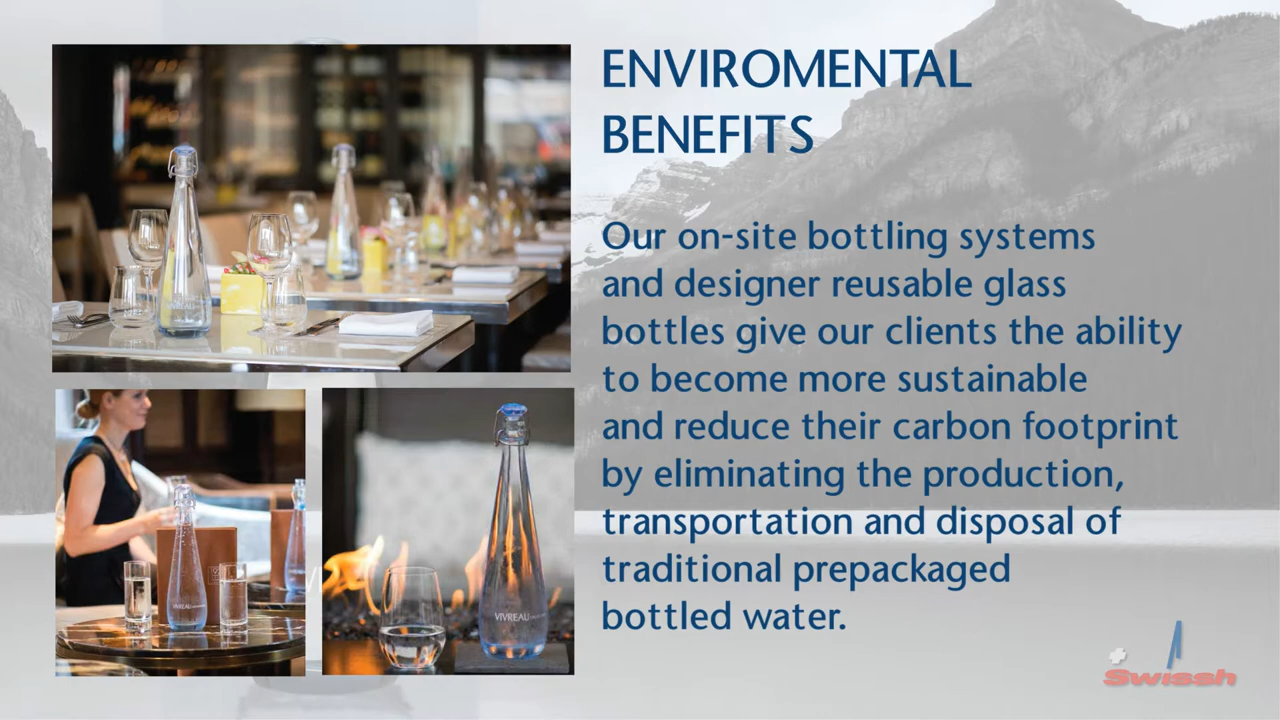 ENVIROMENTAL
BENEFITS
Our on-site bottling systems
and designer reusable glass
bottles give our clients the ability
to become more sustainable
and reduce their carbon footprint
by eliminating the production,
transportation and disposal of
traditional prepackaged
bottled water.
VIVREAU
VIVREAU
Swissh